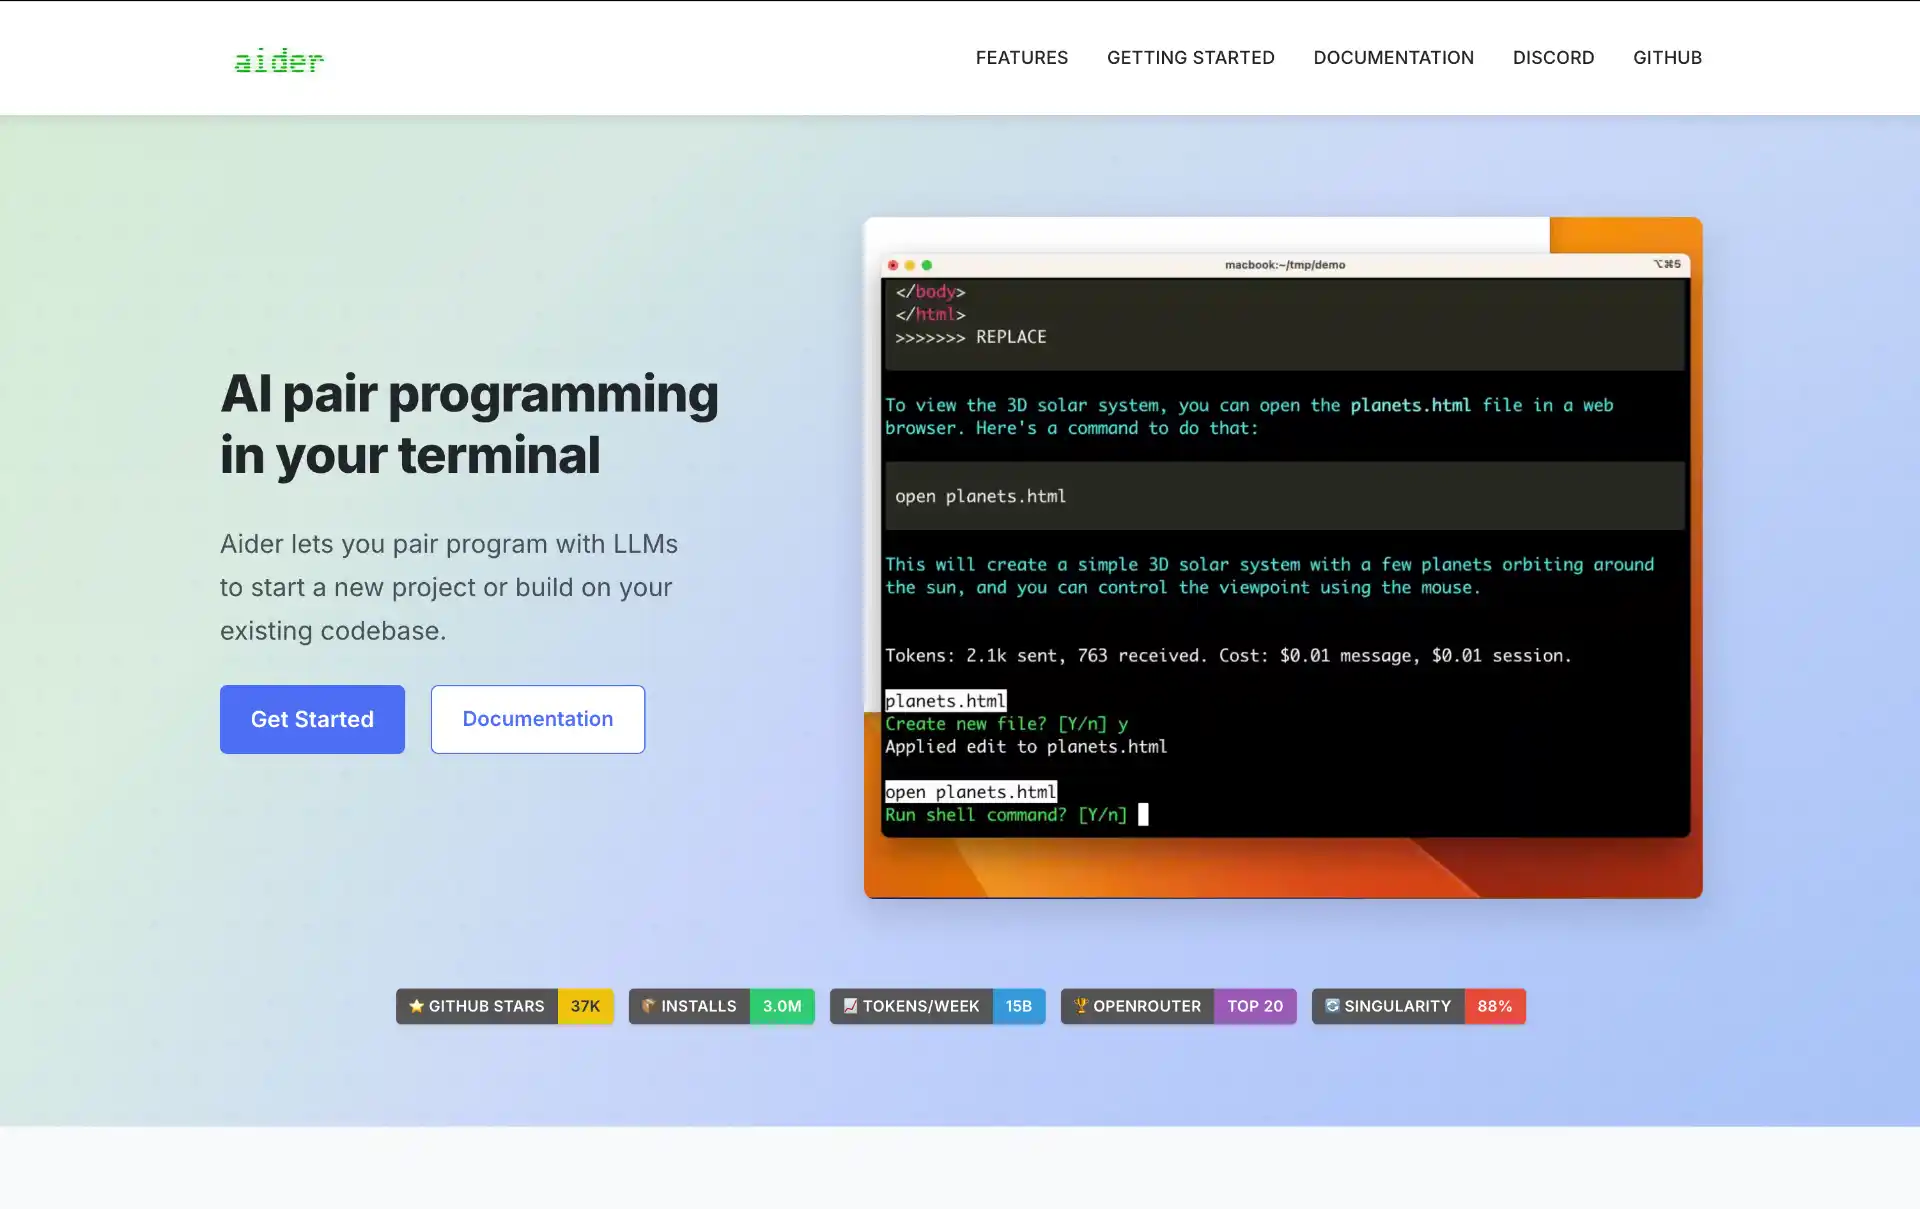 aider
FEATURES
GETTING STARTED
DOCUMENTATION
DISCORD
GITHUB
AI pair programming
in your terminal
Aider lets you pair program with LLMs
to start a new project or build on your
existing codebase.
Get Started
Documentation
macbook:~/tmp/demo
⌥⌘5
</body>
</html>
>>>>>>> REPLACE
To view the 3D solar system, you can open the planets.html file in a web
browser. Here's a command to do that:
open planets.html
This will create a simple 3D solar system with a few planets orbiting around
the sun, and you can control the viewpoint using the mouse.
Tokens: 2.1k sent, 763 received. Cost: $0.01 message, $0.01 session.
planets.html
Create new file? [Y/n] y
Applied edit to planets.html
open planets.html
Run shell command? [Y/n]
⭐ GITHUB STARS 37K
📦 INSTALLS 3.0M
📈 TOKENS/WEEK 15B
🏆 OPENROUTER TOP 20
🔄 SINGULARITY 88%